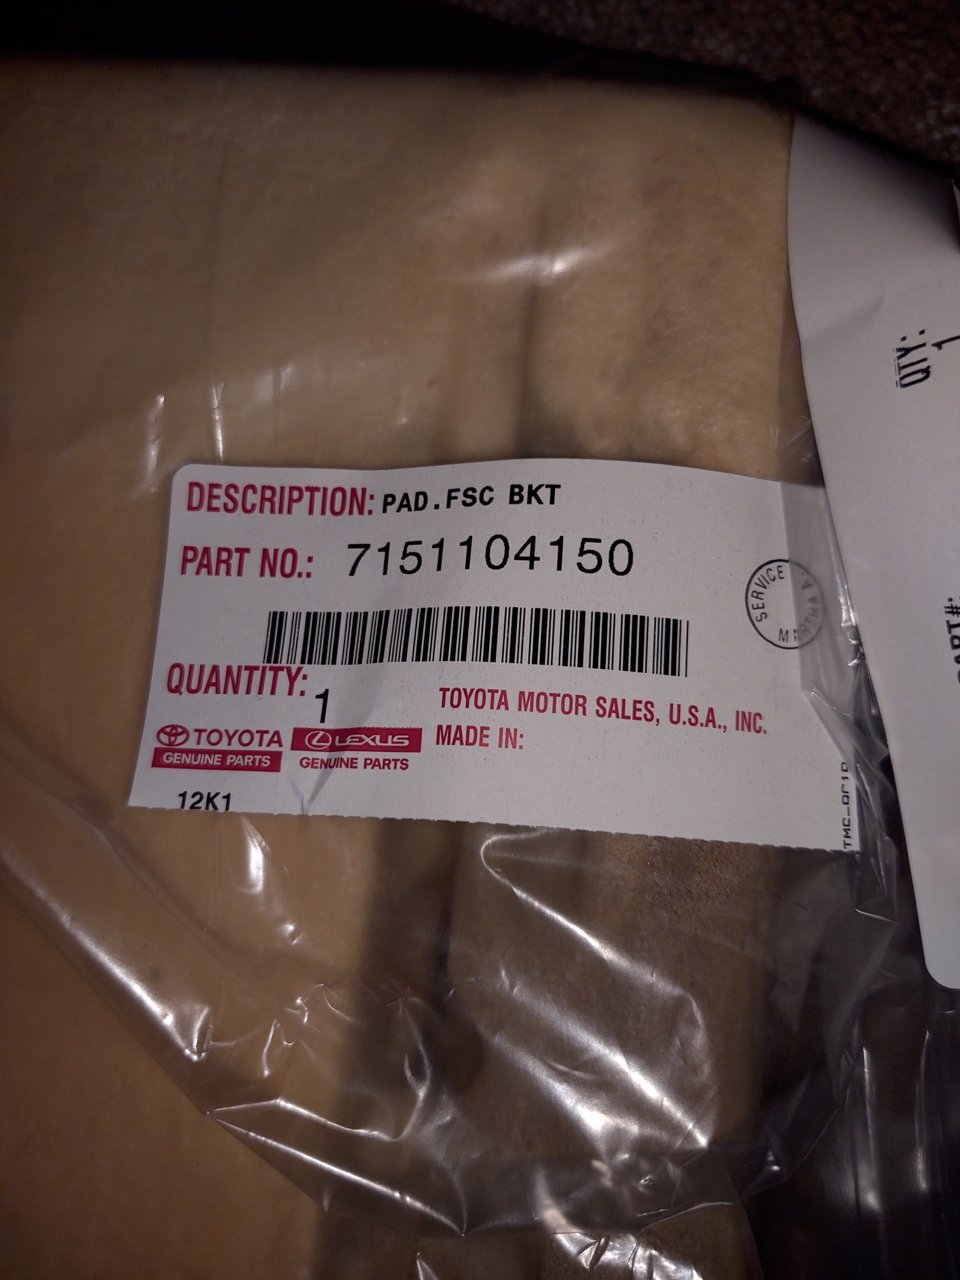 DESCRIPTION: PAD.FSC BKT
PART NO.: 7151104150
SERVICE
QUANTITY: 1
TOYOTA MOTOR SALES, U.S.A., INC.
MADE IN:
TOYOTA
GENUINE PARTS
LEXUS
GENUINE PARTS
12K1
QTY:
1